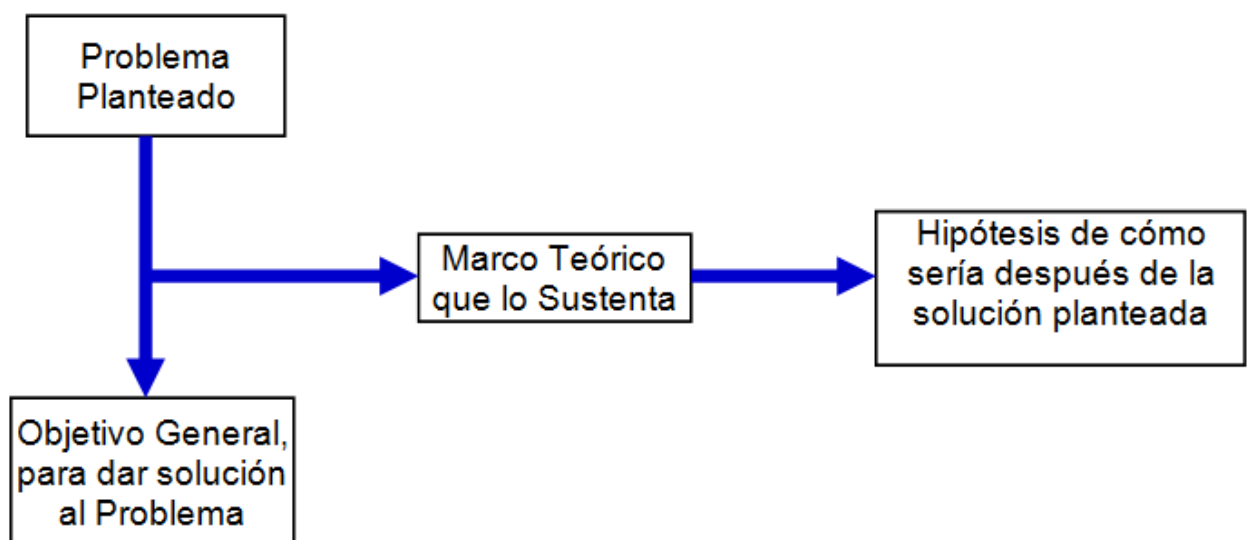 Problema
Planteado
Marco Teórico
que lo Sustenta
Hipótesis de cómo
sería después de la
solución planteada
Objetivo General,
para dar solución
al Problema